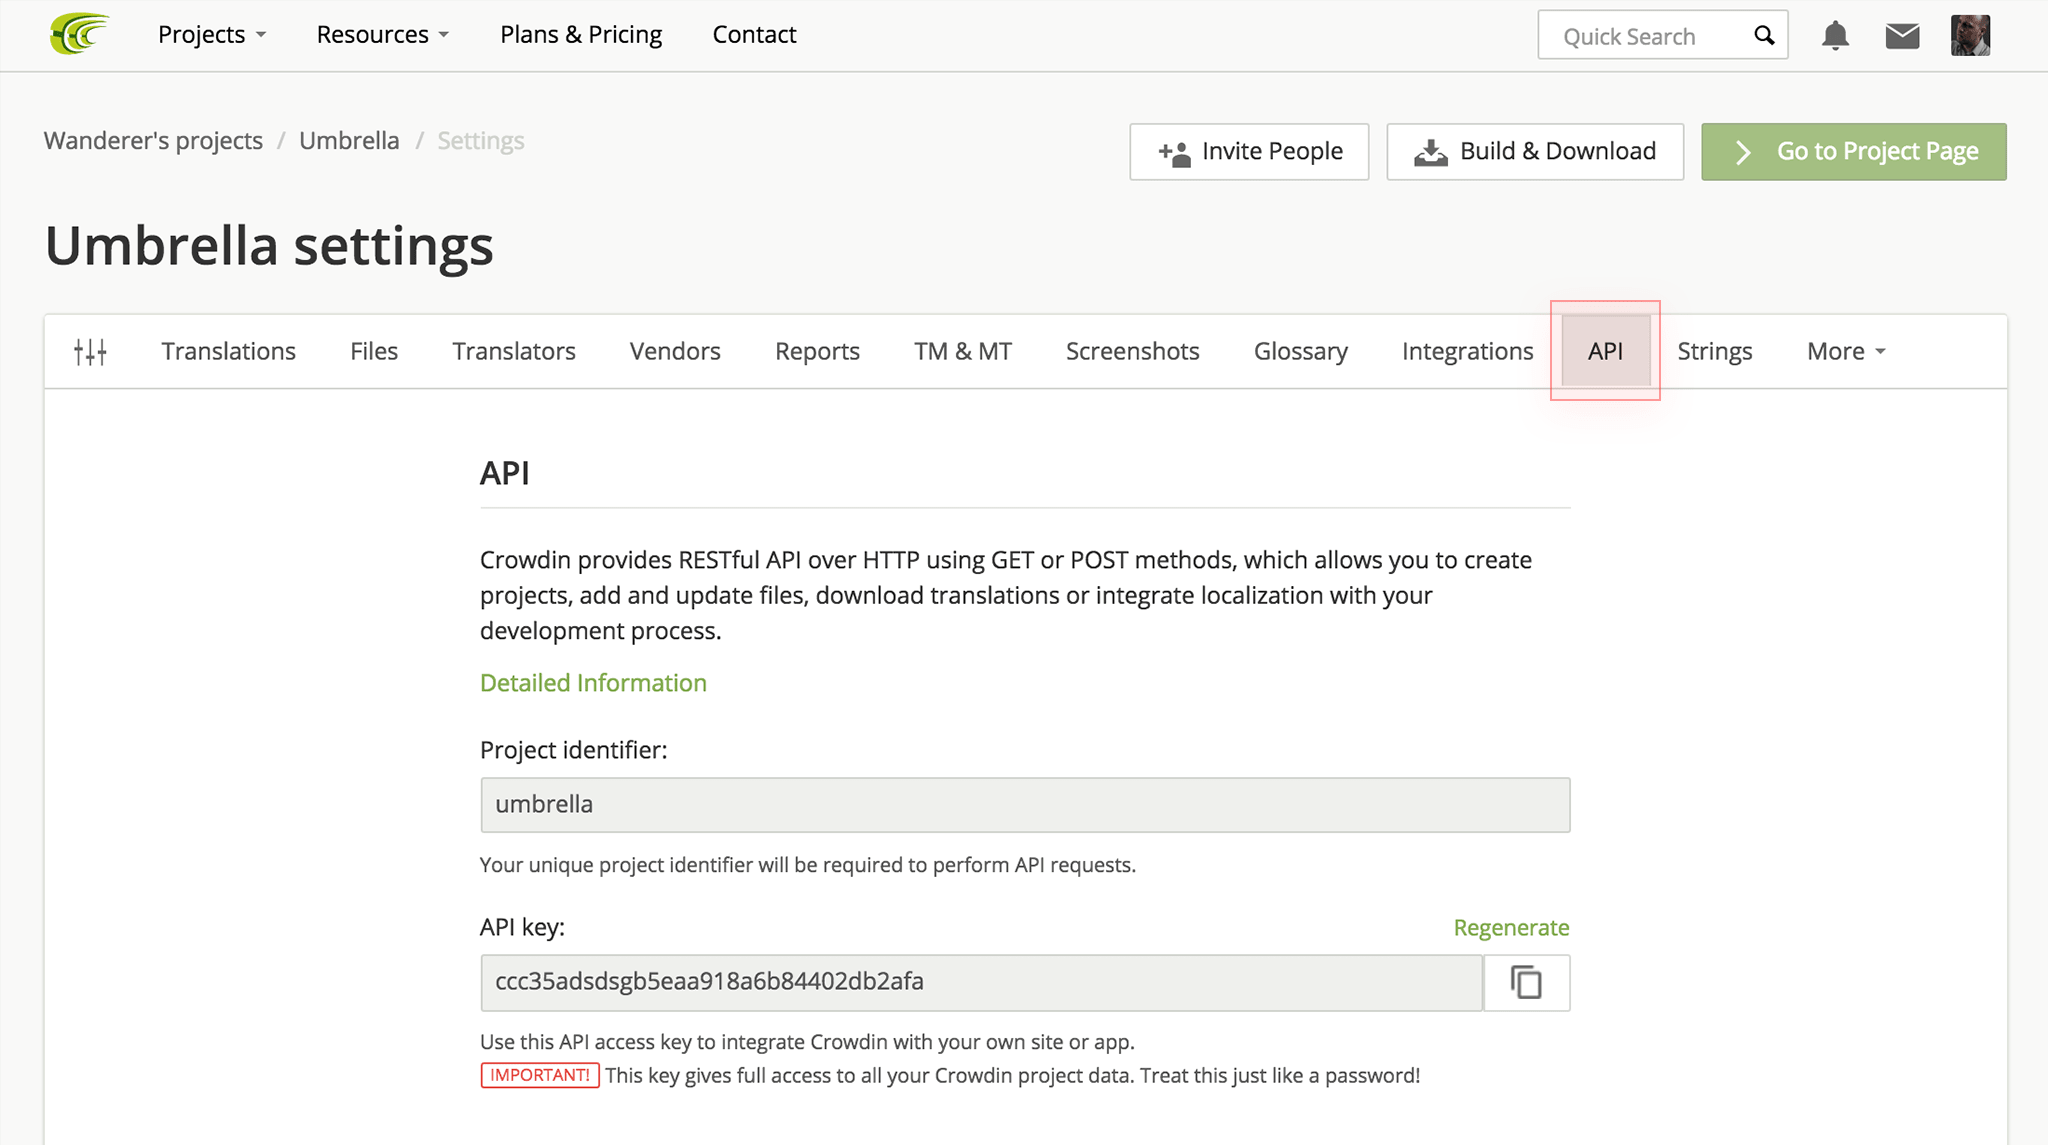 Projects
Resources
Plans & Pricing
Contact
Quick Search
Wanderer's projects / Umbrella / Settings
Invite People
Build & Download
Go to Project Page
Umbrella settings
Translations
Files
Translators
Vendors
Reports
TM & MT
Screenshots
Glossary
Integrations
API
Strings
More
API
Crowdin provides RESTful API over HTTP using GET or POST methods, which allows you to create
projects, add and update files, download translations or integrate localization with your
development process.
Detailed Information
Project identifier:
umbrella
Your unique project identifier will be required to perform API requests.
API key:
Regenerate
ccc35adsdsgb5eaa918a6b84402db2afa
Use this API access key to integrate Crowdin with your own site or app.
IMPORTANT! This key gives full access to all your Crowdin project data. Treat this just like a password!